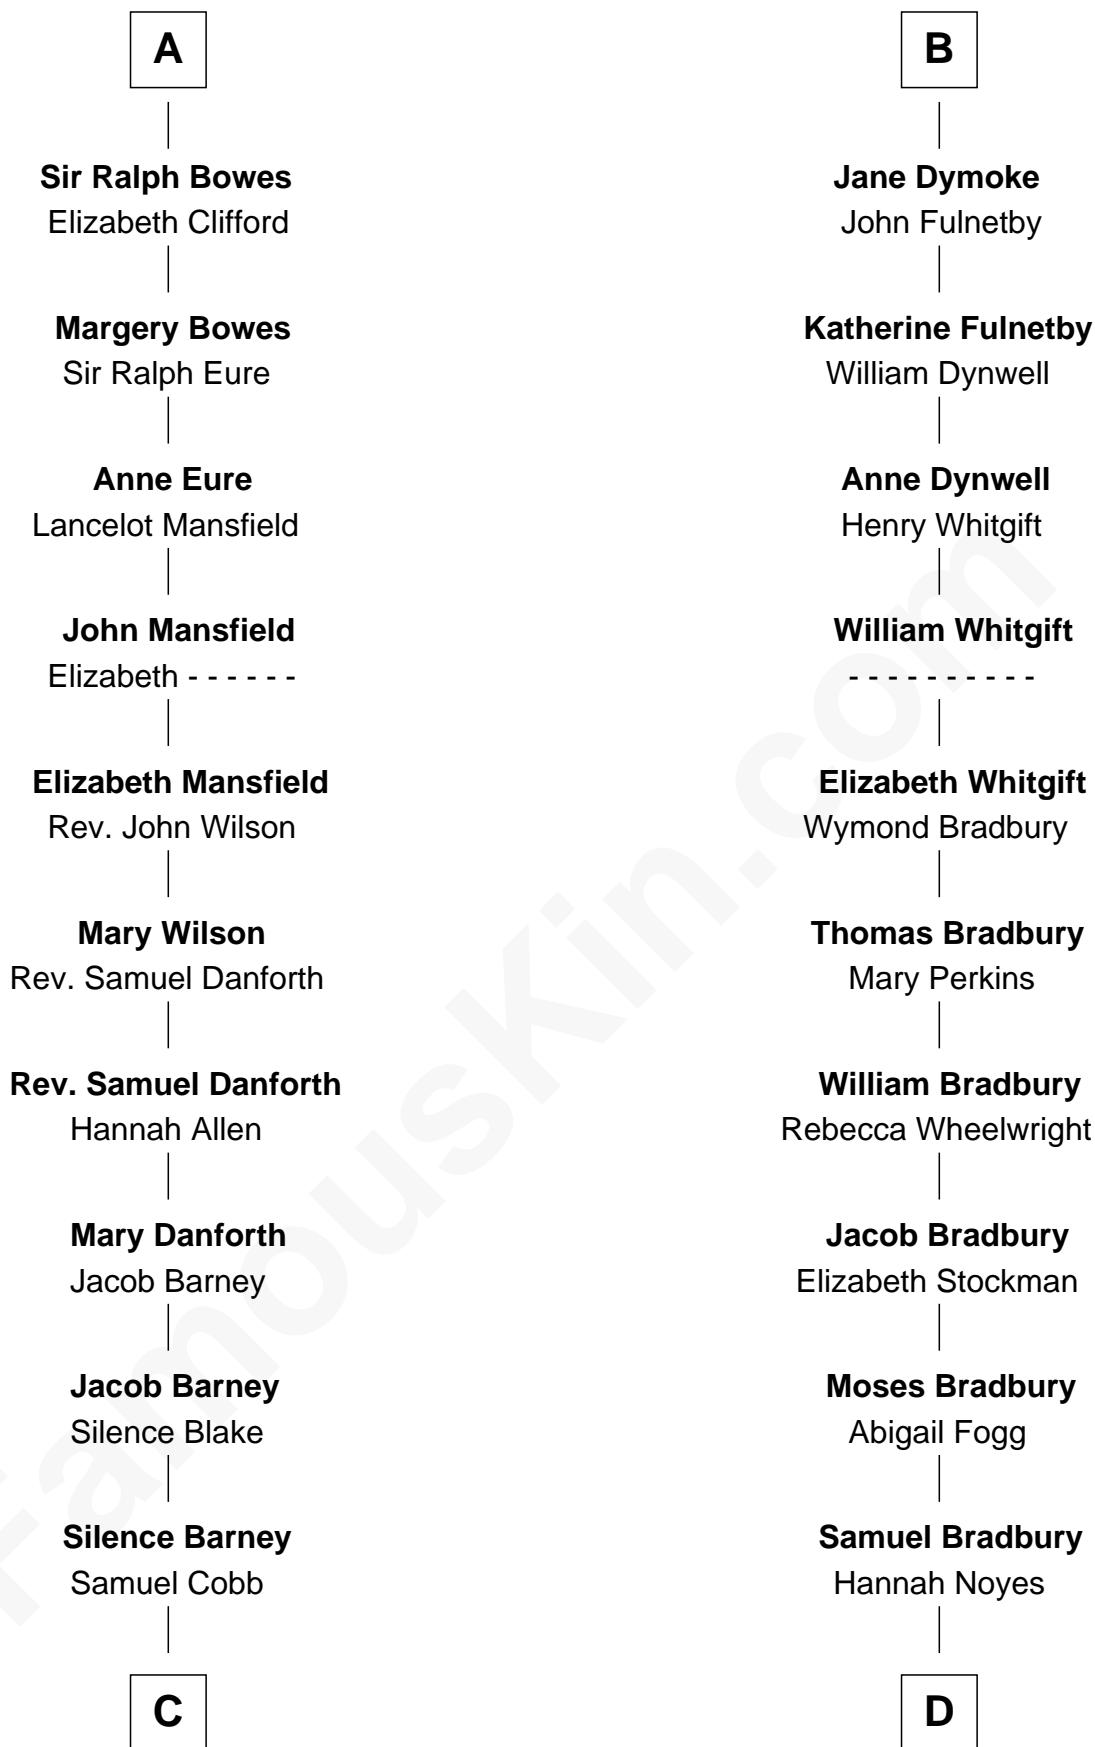 A
Sir Ralph Bowes
Elizabeth Clifford
Margery Bowes
Sir Ralph Eure
Anne Eure
Lancelot Mansfield
John Mansfield
Elizabeth - - - - - -
Elizabeth Mansfield
Rev. John Wilson
Mary Wilson
Rev. Samuel Danforth
Rev. Samuel Danforth
Hannah Allen
Mary Danforth
Jacob Barney
Jacob Barney
Silence Blake
Silence Barney
Samuel Cobb
C
B
Jane Dymoke
John Fulnetby
Katherine Fulnetby
William Dynwell
Anne Dynwell
Henry Whitgift
William Whitgift
- - - - - - - - - -
Elizabeth Whitgift
Wymond Bradbury
Thomas Bradbury
Mary Perkins
William Bradbury
Rebecca Wheelwright
Jacob Bradbury
Elizabeth Stockman
Moses Bradbury
Abigail Fogg
Samuel Bradbury
Hannah Noyes
D
FamousKin.com